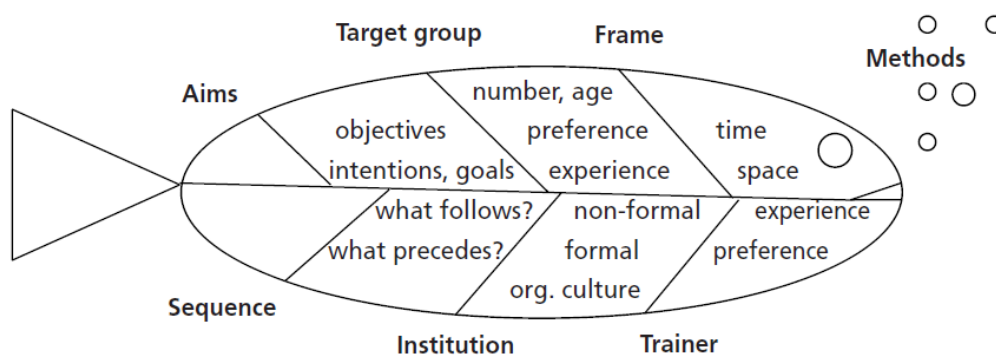 Target group
Frame
Methods
Aims
number, age
objectives
preference
time
intentions, goals
experience
space
what follows?
non-formal
experience
what precedes?
formal
preference
org. culture
Sequence
Institution
Trainer